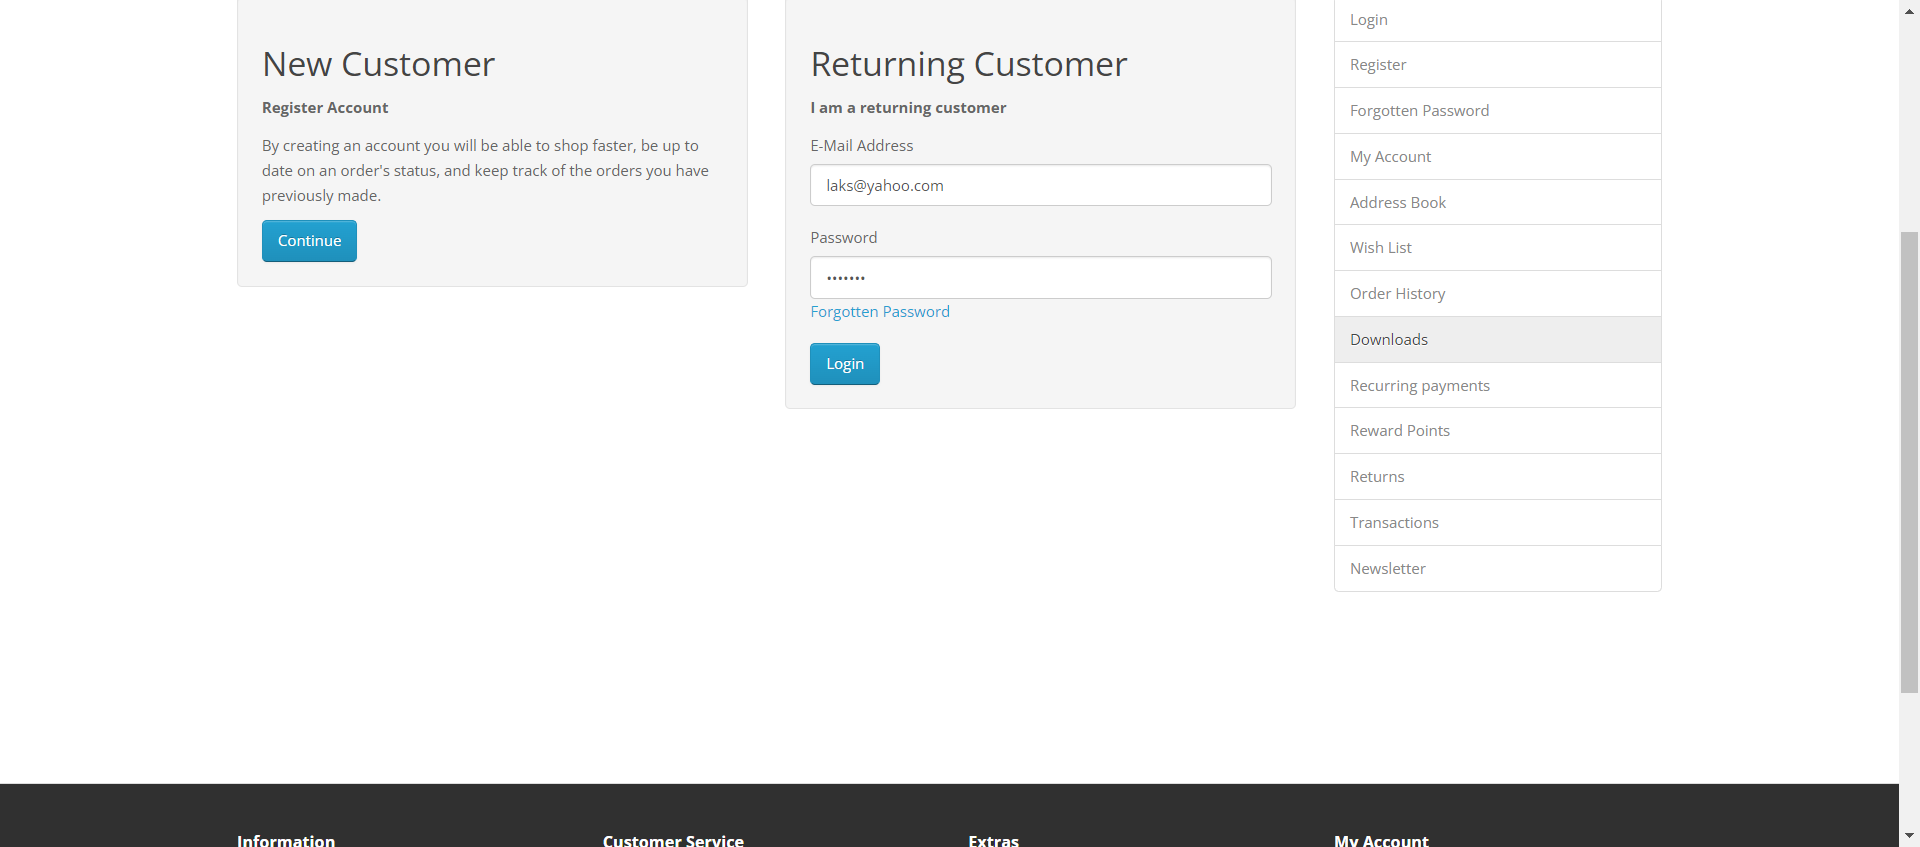 New Customer
Register Account
By creating an account you will be able to shop faster, be up to
date on an order's status, and keep track of the orders you have
previously made.
Continue
Returning Customer
I am a returning customer
E-Mail Address
laks@yahoo.com
Password
•••••••
Forgotten Password
Login
Login
Register
Forgotten Password
My Account
Address Book
Wish List
Order History
Downloads
Recurring payments
Reward Points
Returns
Transactions
Newsletter
Information
Customer Service
Extras
My Account